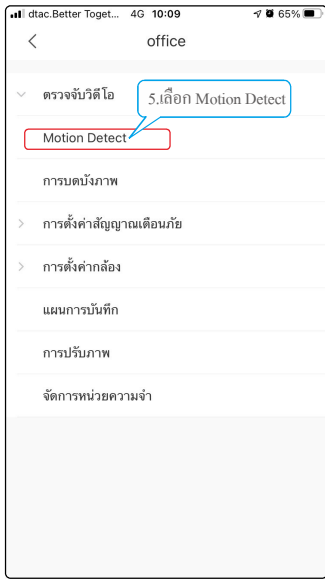 dtac.Better Toget... 4G 10:09 65%
office
ตรวจจับวิดีโอ
5.เลือก Motion Detect
Motion Detect
การบดบังภาพ
การตั้งค่าสัญญาณเตือนภัย
การตั้งค่ากล้อง
แผนการบันทึก
การปรับภาพ
จัดการหน่วยความจำ